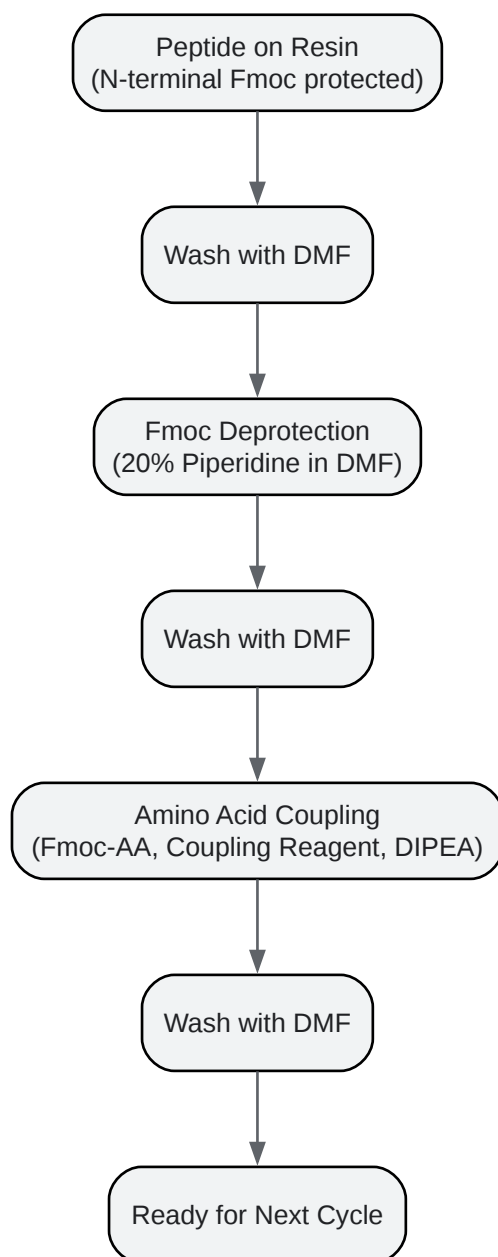 Peptide on Resin
(N-terminal Fmoc protected)
Wash with DMF
Fmoc Deprotection
(20% Piperidine in DMF)
Wash with DMF
Amino Acid Coupling
(Fmoc-AA, Coupling Reagent, DIPEA)
Wash with DMF
Ready for Next Cycle